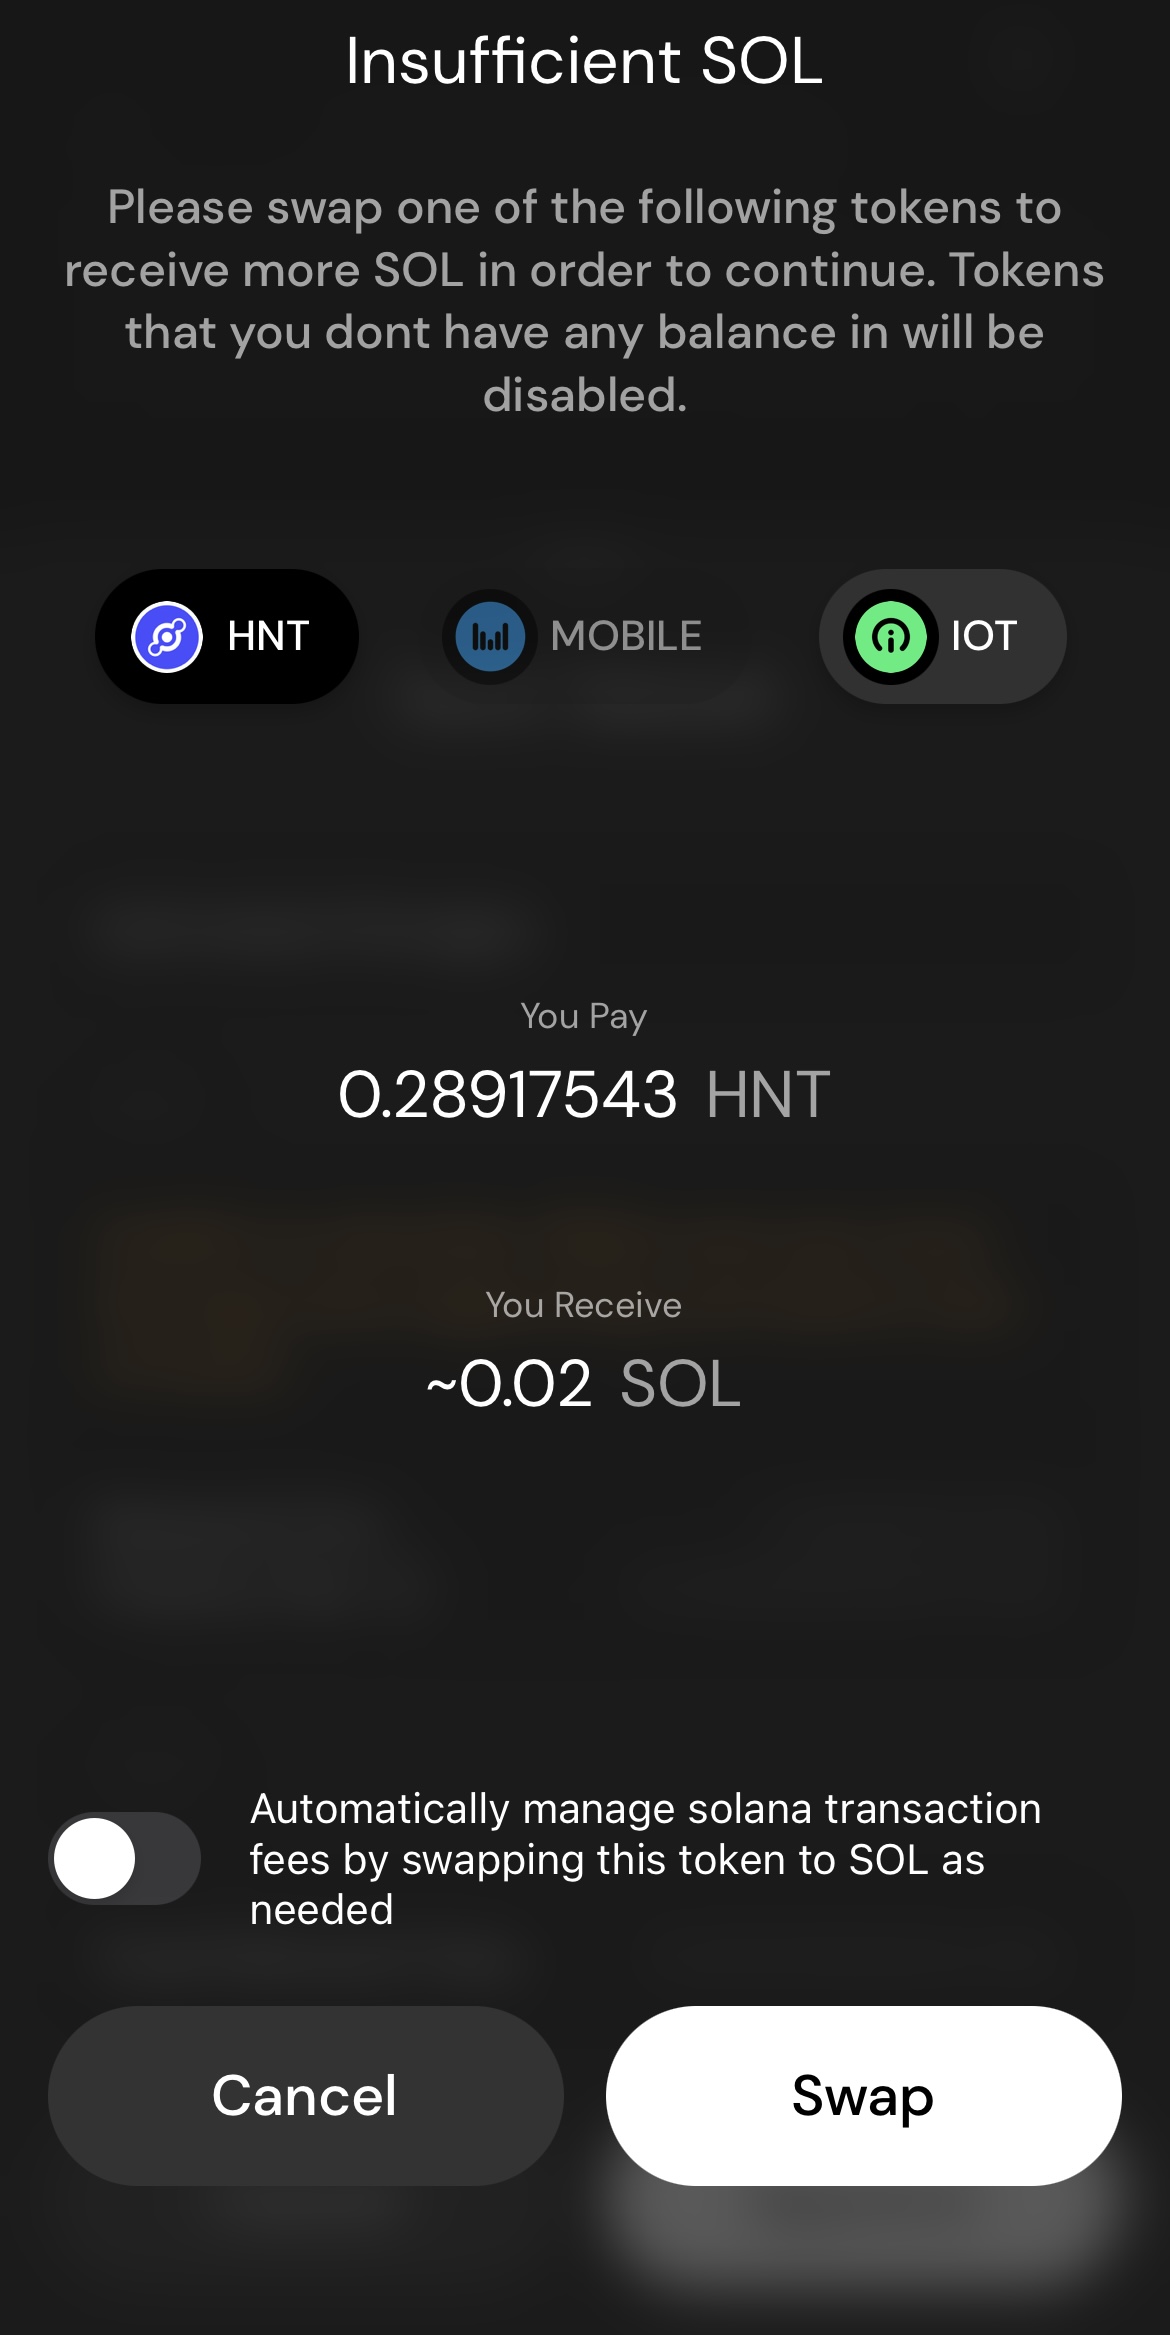 Insufficient SOL
Please swap one of the following tokens to
receive more SOL in order to continue. Tokens
that you dont have any balance in will be
disabled.
HNT
MOBILE
IOT
You Pay
0.28917543 HNT
You Receive
~0.02 SOL
Automatically manage solana transaction
fees by swapping this token to SOL as
needed
Cancel
Swap